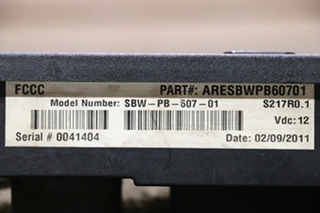 FCCC PART#: ARESBWPB60701
Model Number: SBW-PB-607-01 S217R0.1
Vdc: 12
Serial # 0041404 Date: 02/09/2011